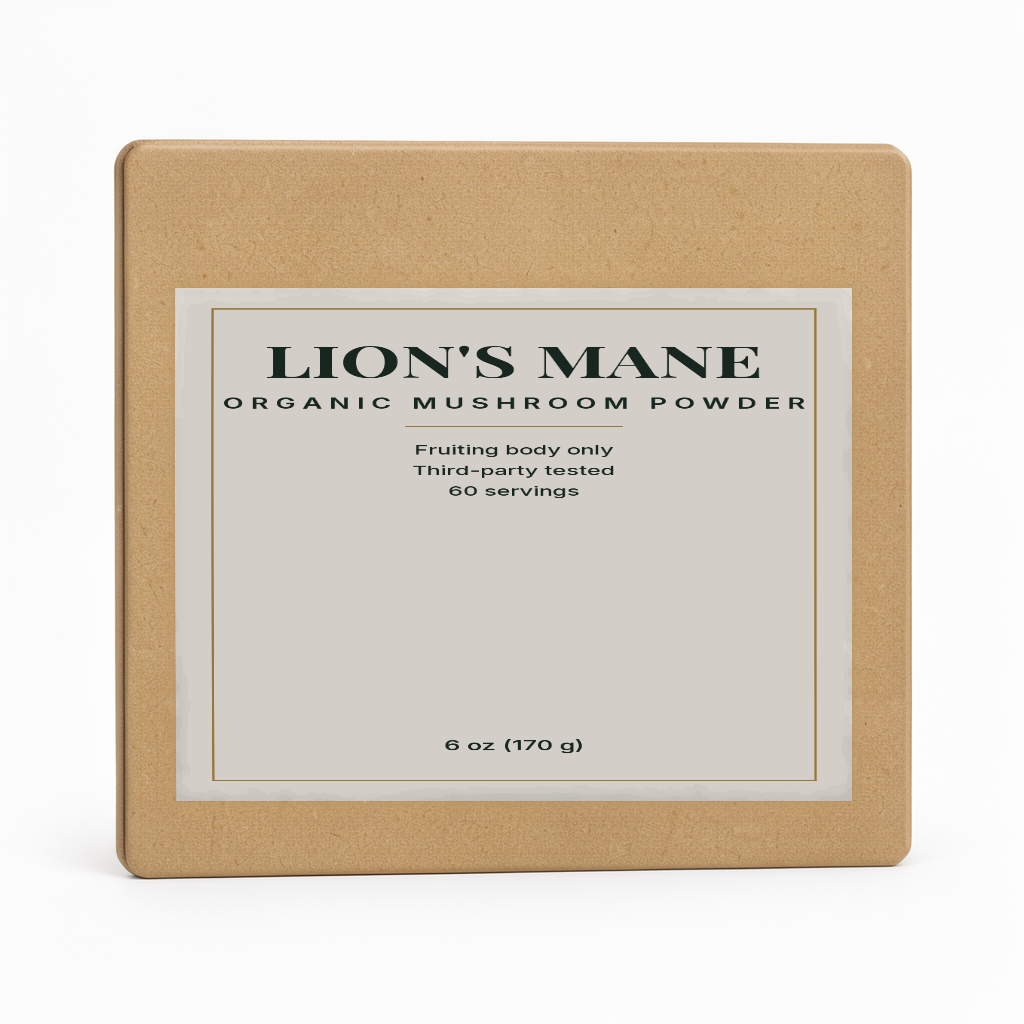 LION'S MANE
ORGANIC MUSHROOM POWDER
Fruiting body only
Third-party tested
60 servings
6 oz (170 g)